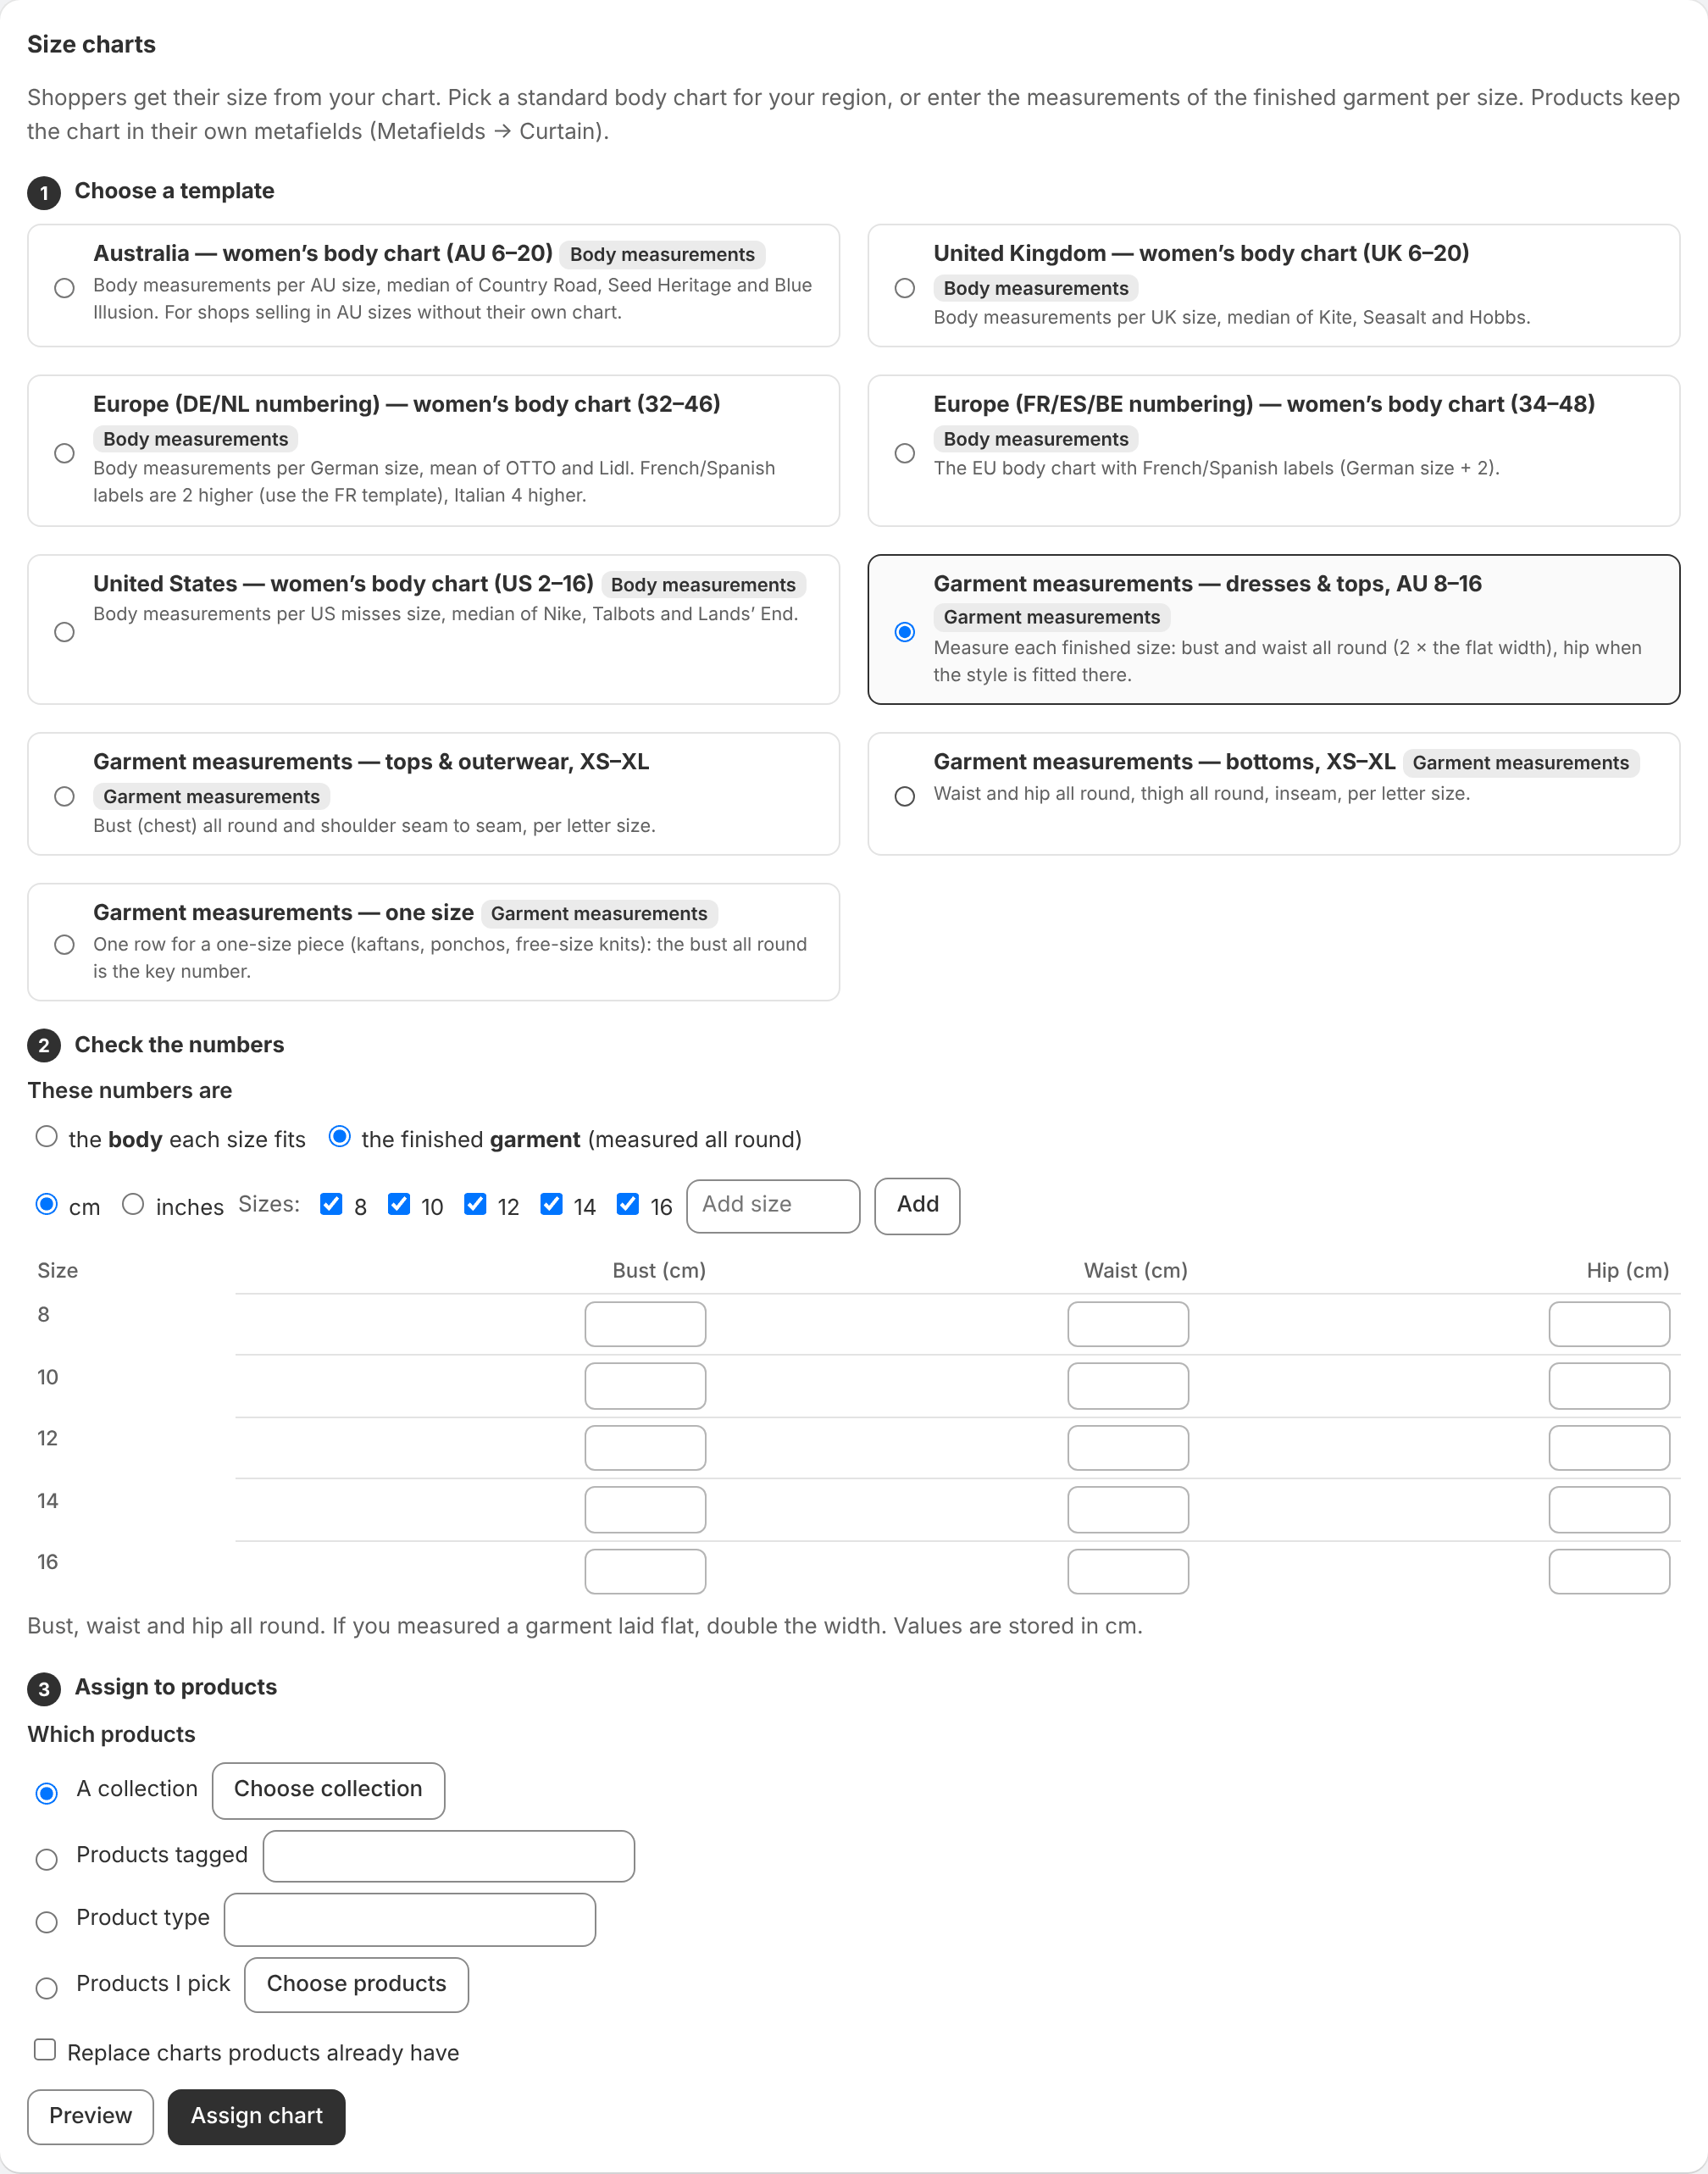 Size charts
Shoppers get their size from your chart. Pick a standard body chart for your region, or enter the measurements of the finished garment per size. Products keep
the chart in their own metafields (Metafields → Curtain).
1 Choose a template
Australia — women’s body chart (AU 6–20) Body measurements
Body measurements per AU size, median of Country Road, Seed Heritage and Blue
Illusion. For shops selling in AU sizes without their own chart.
United Kingdom — women’s body chart (UK 6–20)
Body measurements
Body measurements per UK size, median of Kite, Seasalt and Hobbs.
Europe (DE/NL numbering) — women’s body chart (32–46)
Body measurements
Body measurements per German size, mean of OTTO and Lidl. French/Spanish
labels are 2 higher (use the FR template), Italian 4 higher.
Europe (FR/ES/BE numbering) — women’s body chart (34–48)
Body measurements
The EU body chart with French/Spanish labels (German size + 2).
United States — women’s body chart (US 2–16) Body measurements
Body measurements per US misses size, median of Nike, Talbots and Lands’ End.
Garment measurements — dresses & tops, AU 8–16
Garment measurements
Measure each finished size: bust and waist all round (2 × the flat width), hip when
the style is fitted there.
Garment measurements — tops & outerwear, XS–XL
Garment measurements
Bust (chest) all round and shoulder seam to seam, per letter size.
Garment measurements — bottoms, XS–XL Garment measurements
Waist and hip all round, thigh all round, inseam, per letter size.
Garment measurements — one size Garment measurements
One row for a one-size piece (kaftans, ponchos, free-size knits): the bust all round
is the key number.
2 Check the numbers
These numbers are
the body each size fits the finished garment (measured all round)
cm inches Sizes: 8 10 12 14 16 Add size Add
Size Bust (cm) Waist (cm) Hip (cm)
8
10
12
14
16
Bust, waist and hip all round. If you measured a garment laid flat, double the width. Values are stored in cm.
3 Assign to products
Which products
A collection Choose collection
Products tagged
Product type
Products I pick Choose products
Replace charts products already have
Preview Assign chart